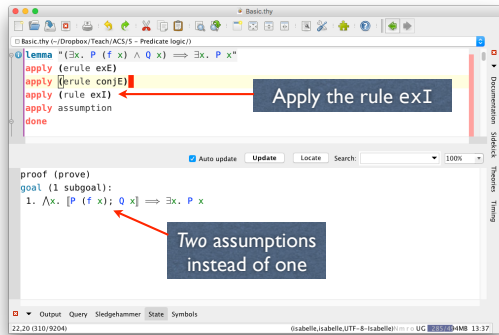 Basic.thy
Basic.thy (~/Dropbox/Teach/ACS/5 – Predicate logic/)
lemma "(∃x. P (f x) ∧ Q x) ⟹ ∃x. P x"
apply (erule exE)
apply (erule conjE)
apply (rule exI)
apply assumption
done
Apply the rule exI
Documentation
Sidekick
Theories
Timing
Auto update
Update
Locate
Search:
100%
proof (prove)
goal (1 subgoal):
1. ⋀x. ⟦P (f x); Q x⟧ ⟹ ∃x. P x
Two assumptions
instead of one
Output Query Sledgehammer State Symbols
22,20 (310/9204)
(isabelle,isabelle,UTF-8-Isabelle) UG
13:37